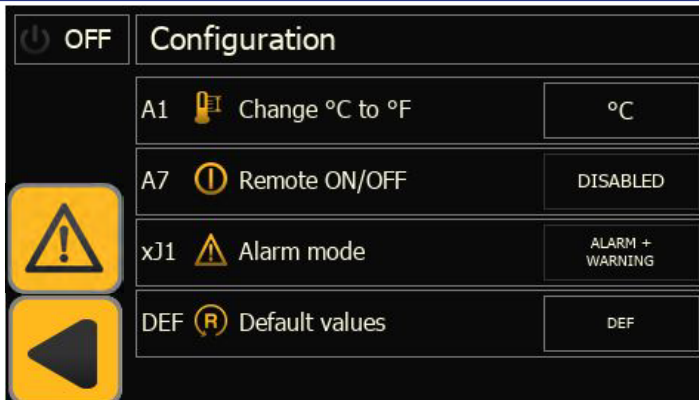 OFF Configuration
A1 Change °C to °F °C
A7 Remote ON/OFF DISABLED
xJ1 Alarm mode ALARM +
WARNING
DEF R Default values DEF